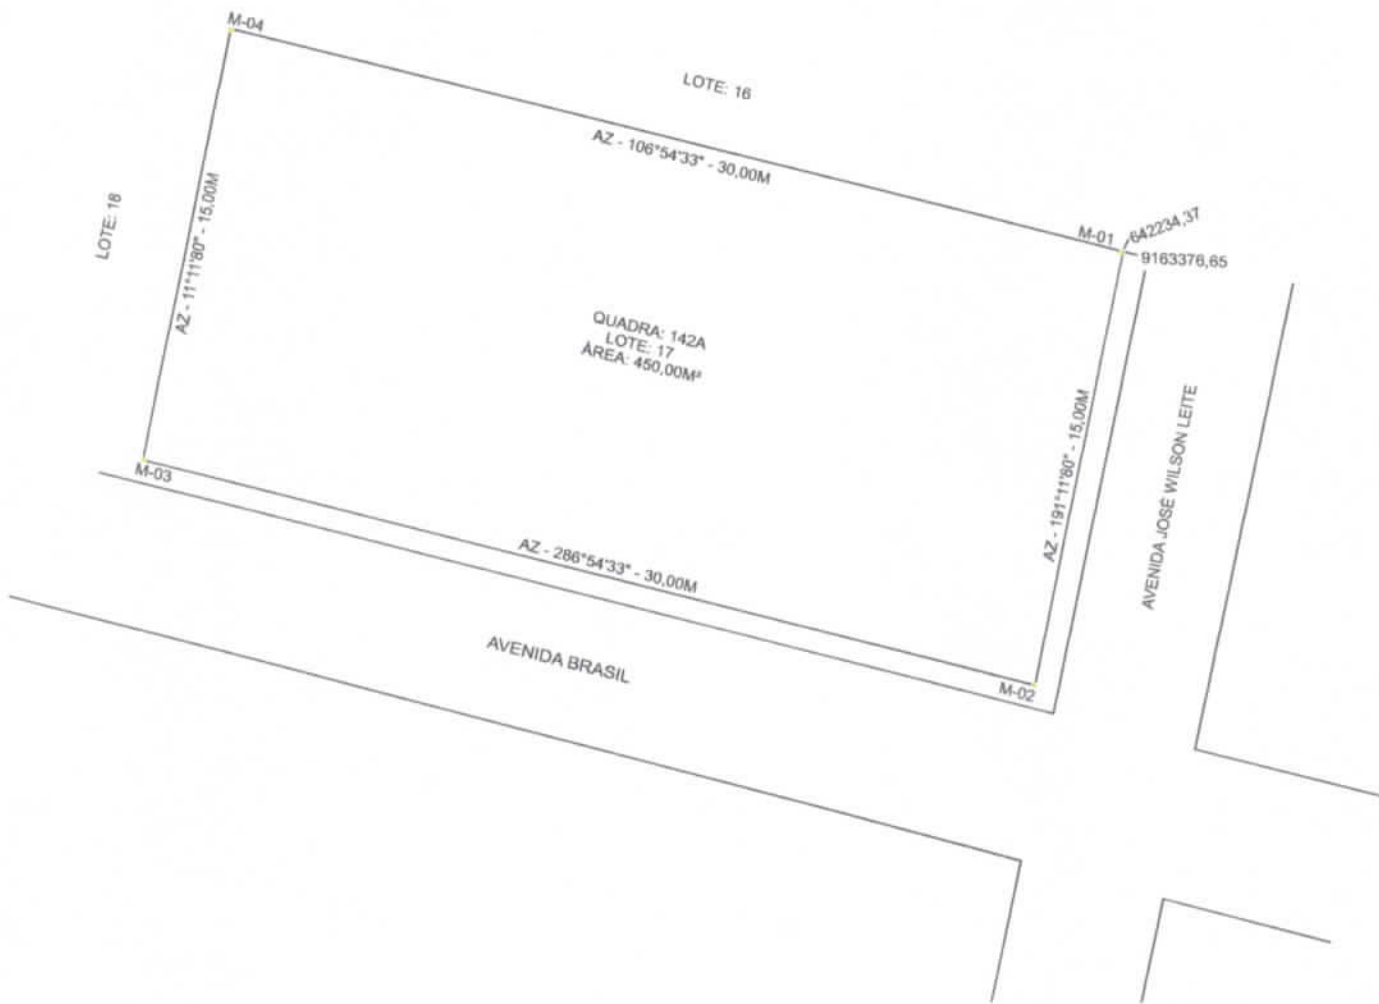 M-04
LOTE: 16
AZ - 106°54'33" - 30,00M
LOTE: 18
AZ - 11°11'80" - 15,00M
M-01
642234,37
9163376,65
QUADRA: 142A
LOTE: 17
ÁREA: 450,00M²
AZ - 191°11'80" - 15,00M
AVENIDA JOSÉ WILSON LEITE
M-03
AZ - 286°54'33" - 30,00M
M-02
AVENIDA BRASIL